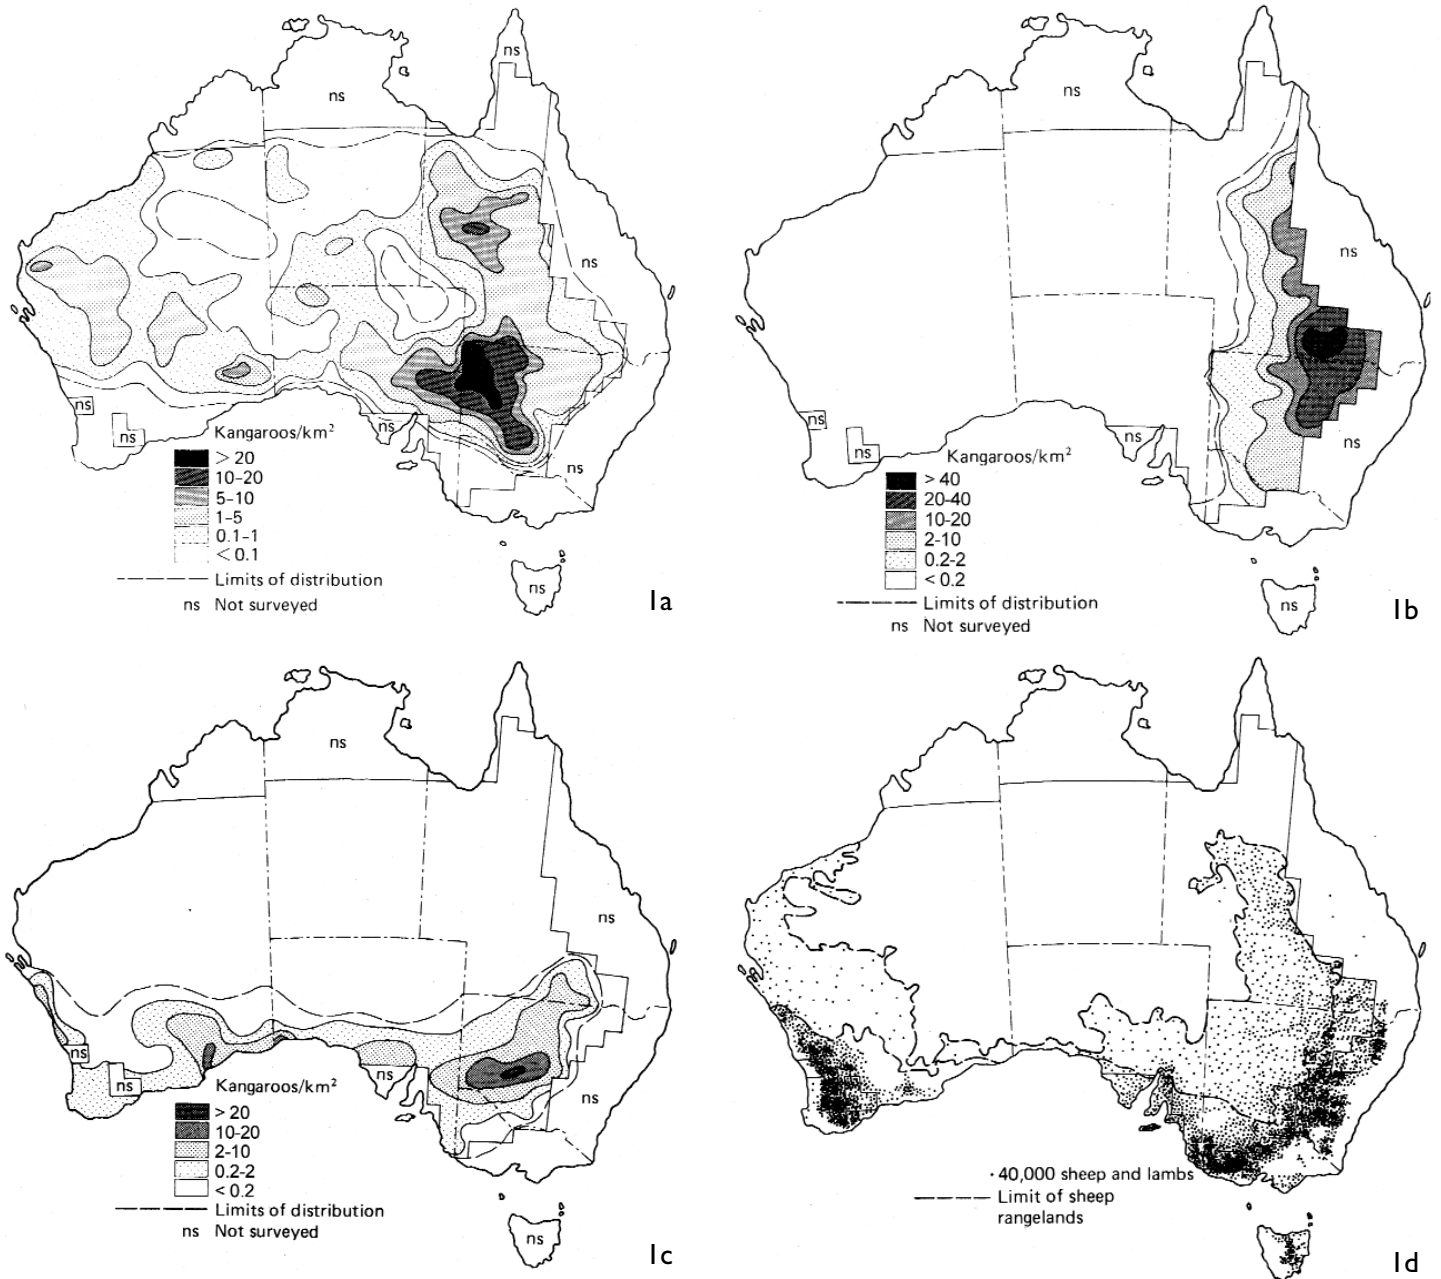 ns
ns
ns
ns
ns
ns
Kangaroos/km²
> 20
10-20
5-10
1-5
0.1-1
< 0.1
Limits of distribution
ns Not surveyed
ns
1a
ns
ns
ns
ns
ns
ns
Kangaroos/km²
> 40
20-40
10-20
2-10
0.2-2
< 0.2
Limits of distribution
ns Not surveyed
ns
1b
ns
ns
ns
ns
ns
ns
Kangaroos/km²
> 20
10-20
2-10
0.2-2
< 0.2
Limits of distribution
ns Not surveyed
ns
1c
· 40,000 sheep and lambs
Limit of sheep
rangelands
1d